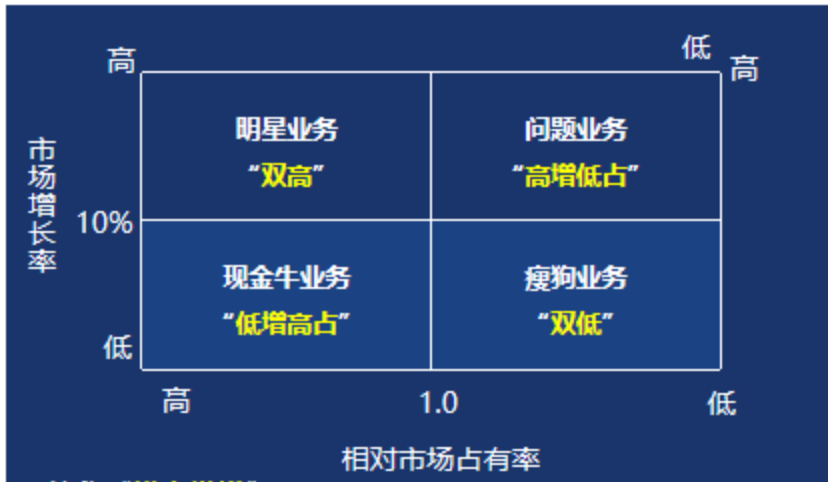 高
低
高
明星业务
问题业务
“双高”
“高增低占”
市场增长率
10%
现金牛业务
瘦狗业务
“低增高占”
“双低”
低
高
1.0
低
相对市场占有率